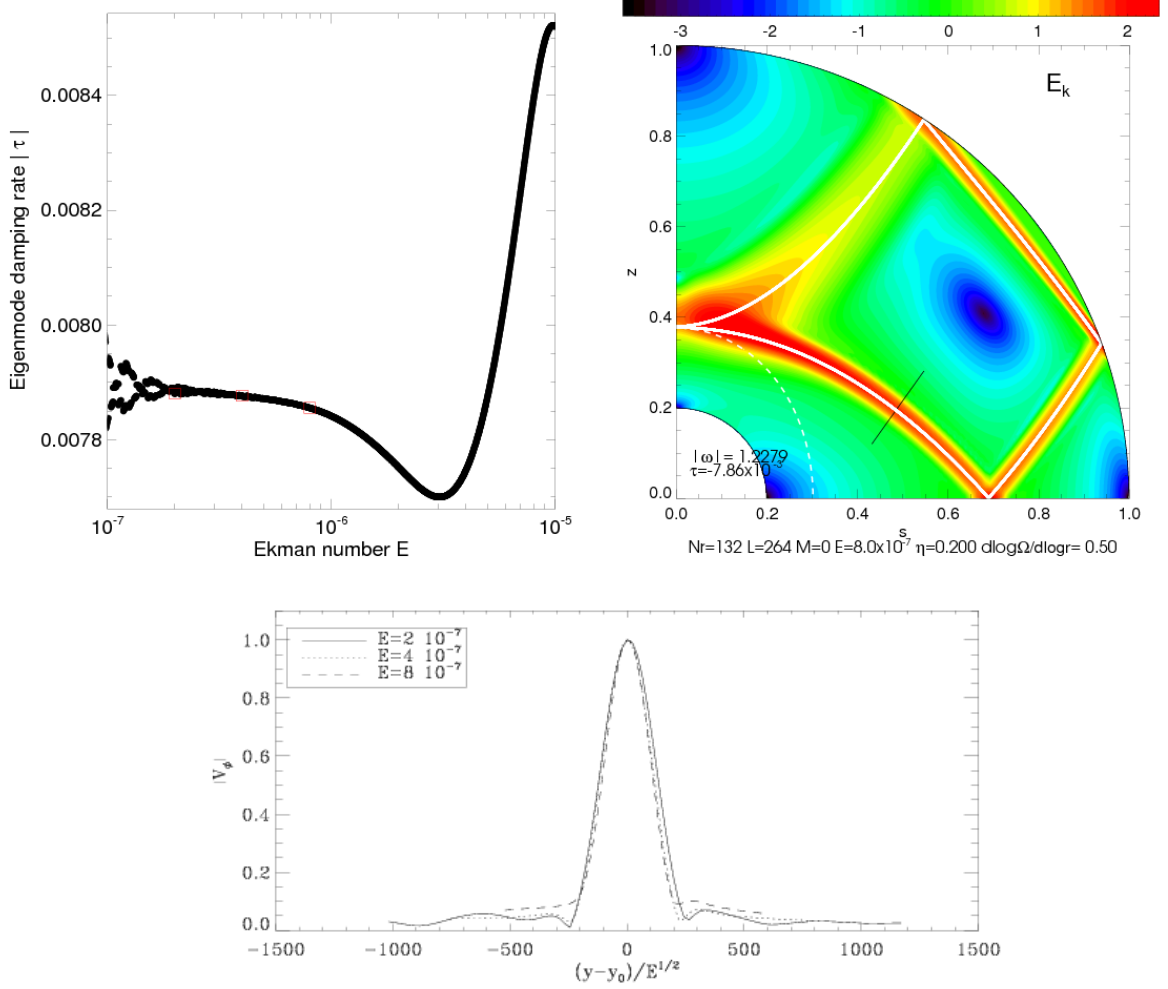 Eigenmode damping rate | τ |
0.0084
0.0082
0.0080
0.0078
10⁻⁷
10⁻⁶
10⁻⁵
Ekman number E
-3
-2
-1
0
1
2
E_k
1.0
0.8
0.6
0.4
0.2
0.0
z
|ω|= 1.2279
τ=-7.86x10⁻³
0.0
0.2
0.4
0.6
0.8
1.0
s
Nr=132 L=264 M=0 E=8.0x10⁻⁷ η=0.200 dlogΩ/dlogr= 0.50
E=2 10⁻⁷
E=4 10⁻⁷
E=8 10⁻⁷
|V_ϕ|
1.0
0.8
0.6
0.4
0.2
0.0
-1500
-1000
-500
0
500
1000
1500
(y-y₀)/E^1/2